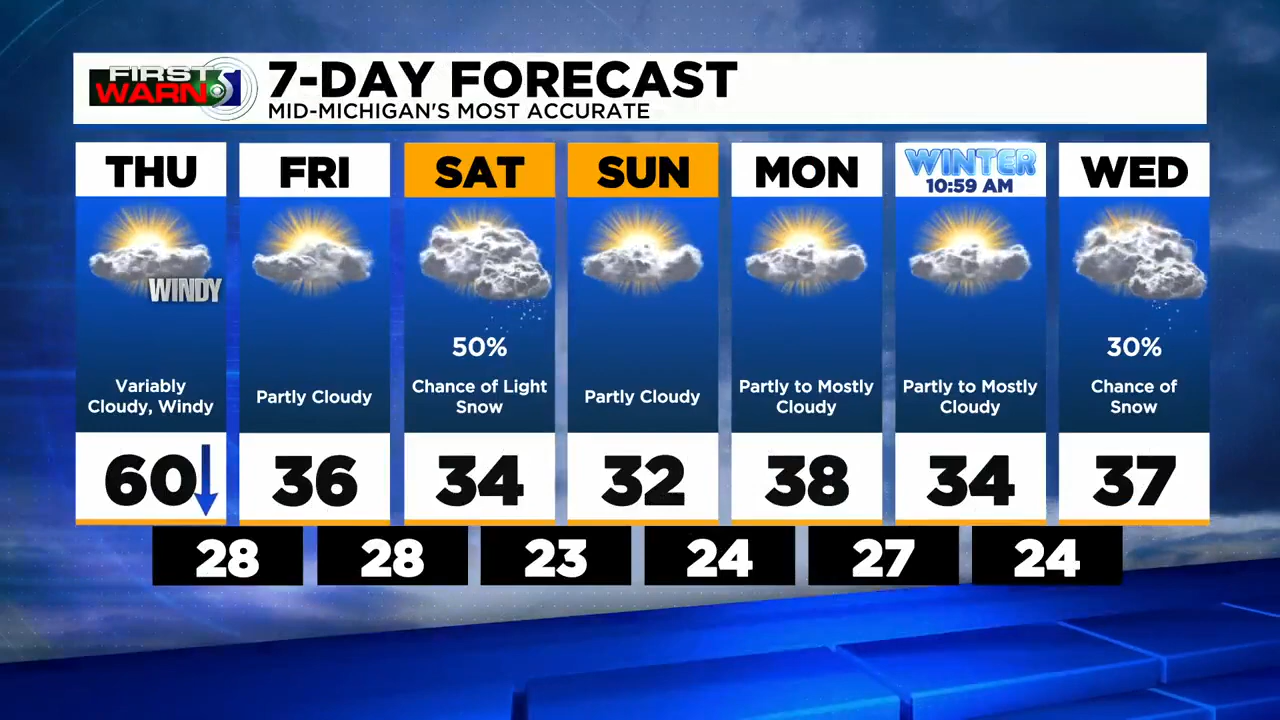 FIRST
WARN 5
7-DAY FORECAST
MID-MICHIGAN'S MOST ACCURATE
THU
WINDY
Variably
Cloudy, Windy
60
FRI
Partly Cloudy
36
SAT
50%
Chance of Light
Snow
34
SUN
Partly Cloudy
32
MON
Partly to Mostly
Cloudy
38
WINTER
10:59 AM
Partly to Mostly
Cloudy
34
WED
30%
Chance of
Snow
37
28
28
23
24
27
24